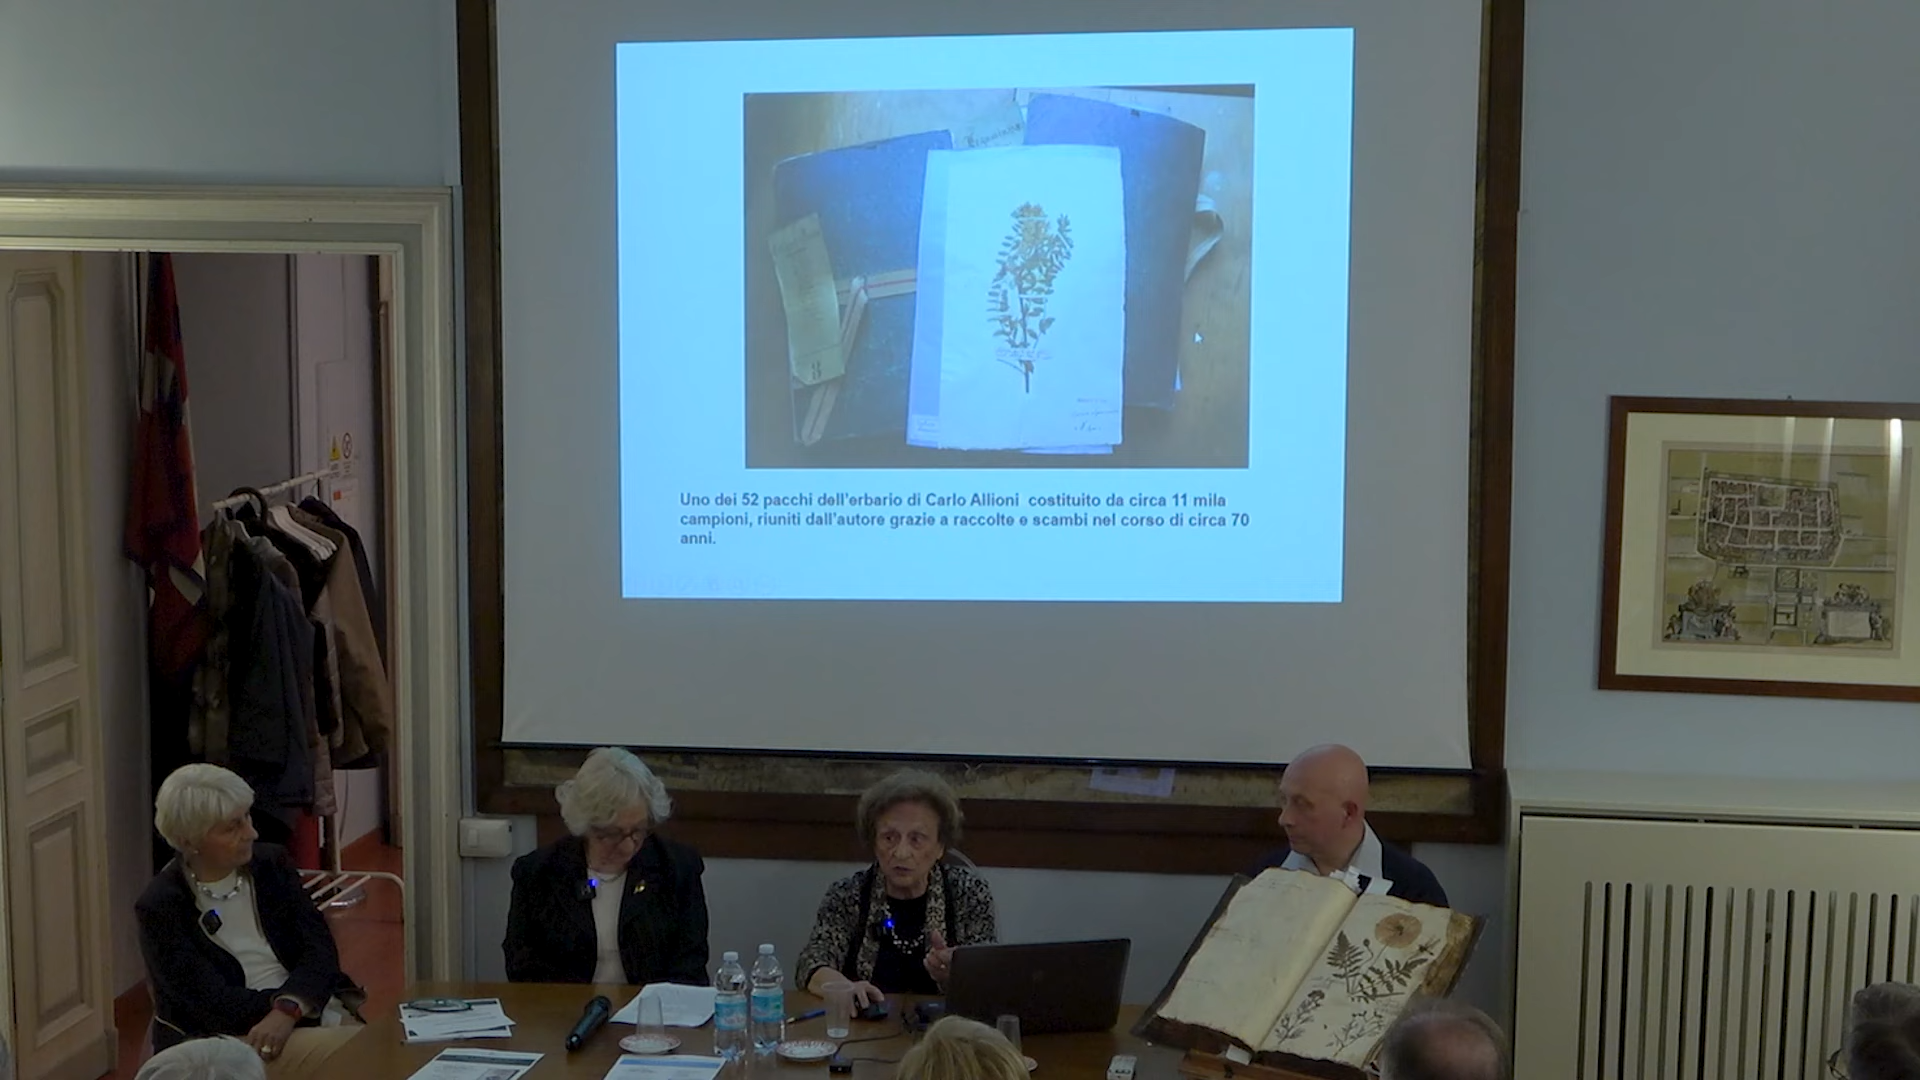 Uno dei 52 pacchi dell'erbario di Carlo Allioni costituito da circa 11 mila
campioni, riuniti dall'autore grazie a raccolte e scambi nel corso di circa 70
anni.